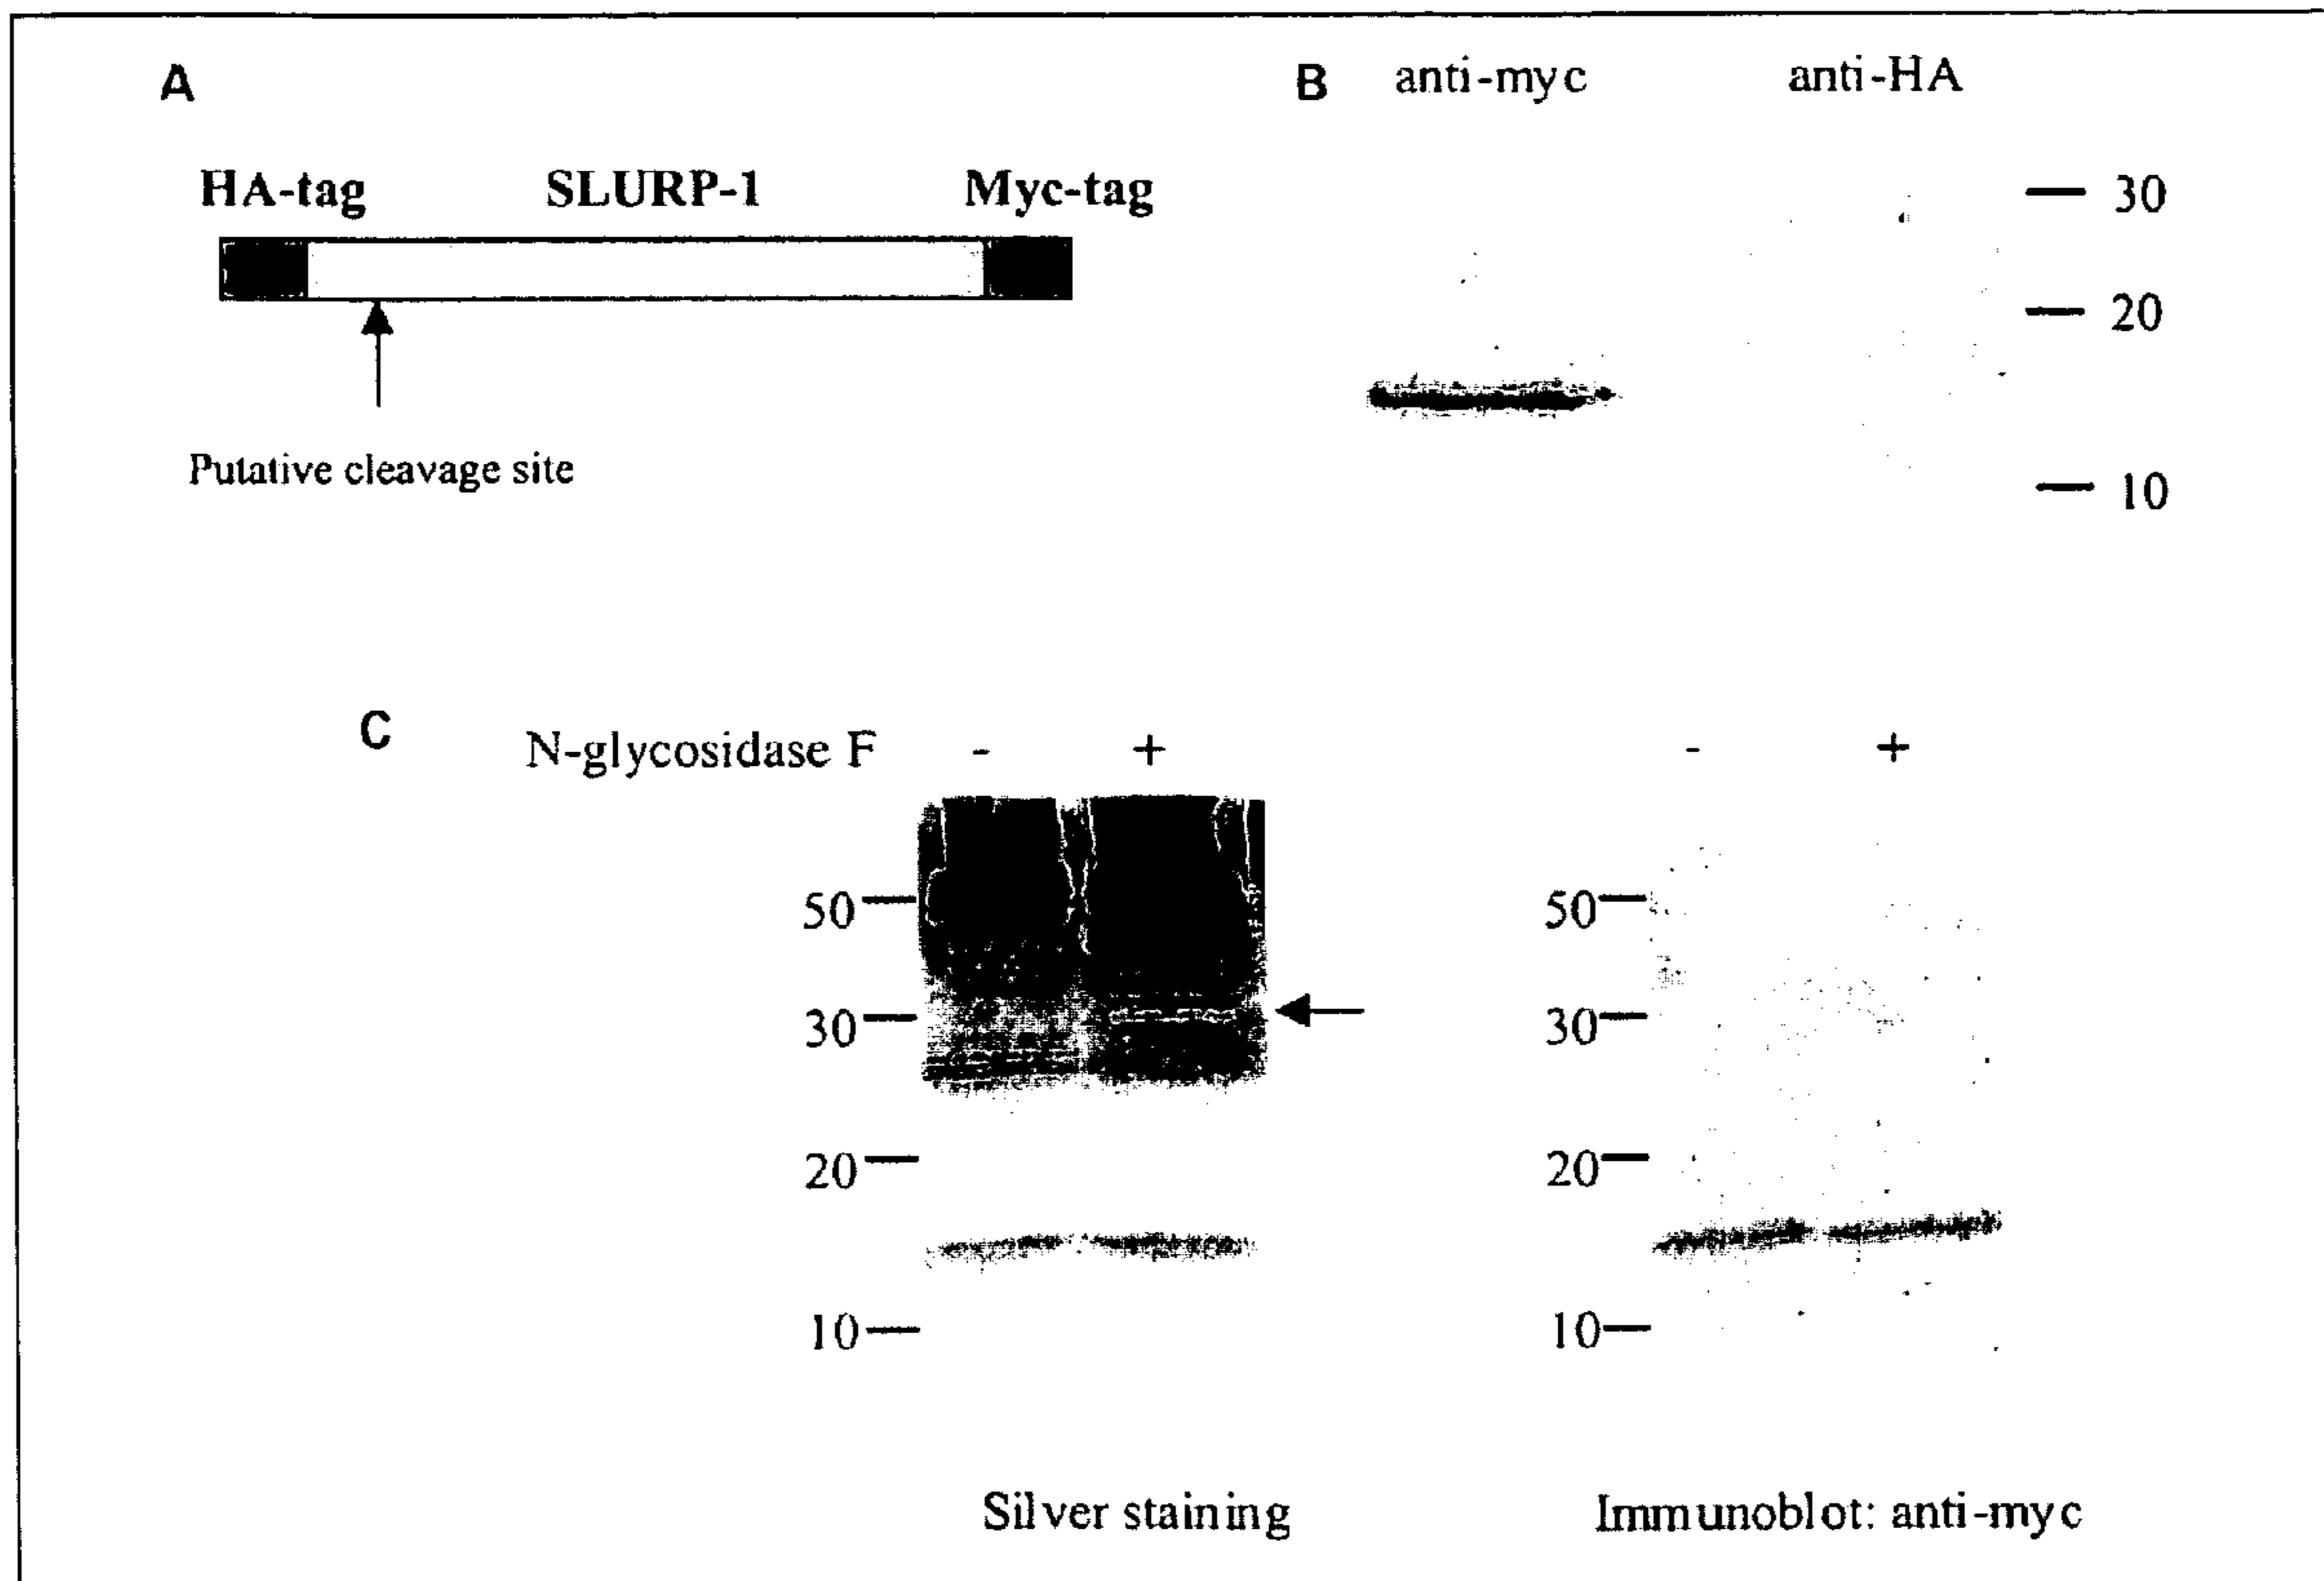 A
HA-tag SLURP-1 Myc-tag
Putative cleavage site
B anti-myc anti-HA
30
20
10
C N-glycosidase F - + - +
50 50
30 30
20 20
10 10
Silver staining Immunoblot: anti-myc